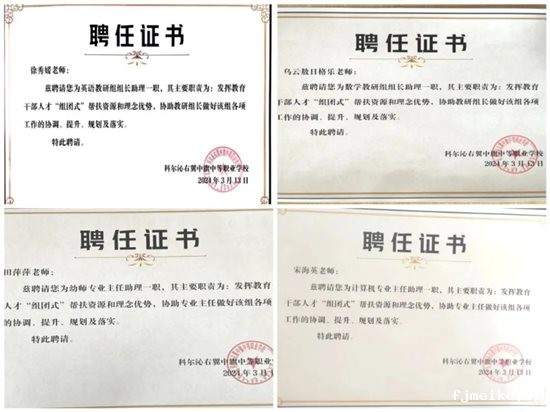 聘任证书
徐秀媛老师：
兹聘请您为英语教研组组长助理一职，其主要职责为：发挥教育
干部人才“组团式”帮扶资源和理念优势，协助教研组长做好该组各项
工作的协调、提升、规划及落实。
特此聘请。
科尔沁右翼中旗中等职业学校
2024年3月13日
聘任证书
乌云敖日格乐老师：
兹聘请您为数学教研组组长助理一职，其主要职责为：发挥教育
干部人才“组团式”帮扶资源和理念优势，协助教研组长做好该组各项
工作的协调、提升、规划及落实。
特此聘请。
科尔沁右翼中旗中等职业学校
2024年3月13日
聘任证书
田萍萍老师：
兹聘请您为幼师专业主任助理一职，其主要职责为：发挥教育
人才“组团式”帮扶资源和理念优势，协助专业主任做好该组各项
的协调、提升、规划及落实。
特此聘请。
科尔沁右翼中旗中等职业学
2024年3月13日
聘任证书
宋海英老师：
兹聘请您为计算机专业主任助理一职，其主要职责为：发挥教育
干部人才“组团式”帮扶资源和理念优势，协助专业主任做好该组各项
工作的协调、提升、规划及落实。
特此聘请。
科尔沁右翼中旗中等职业学校
2024年3月13日